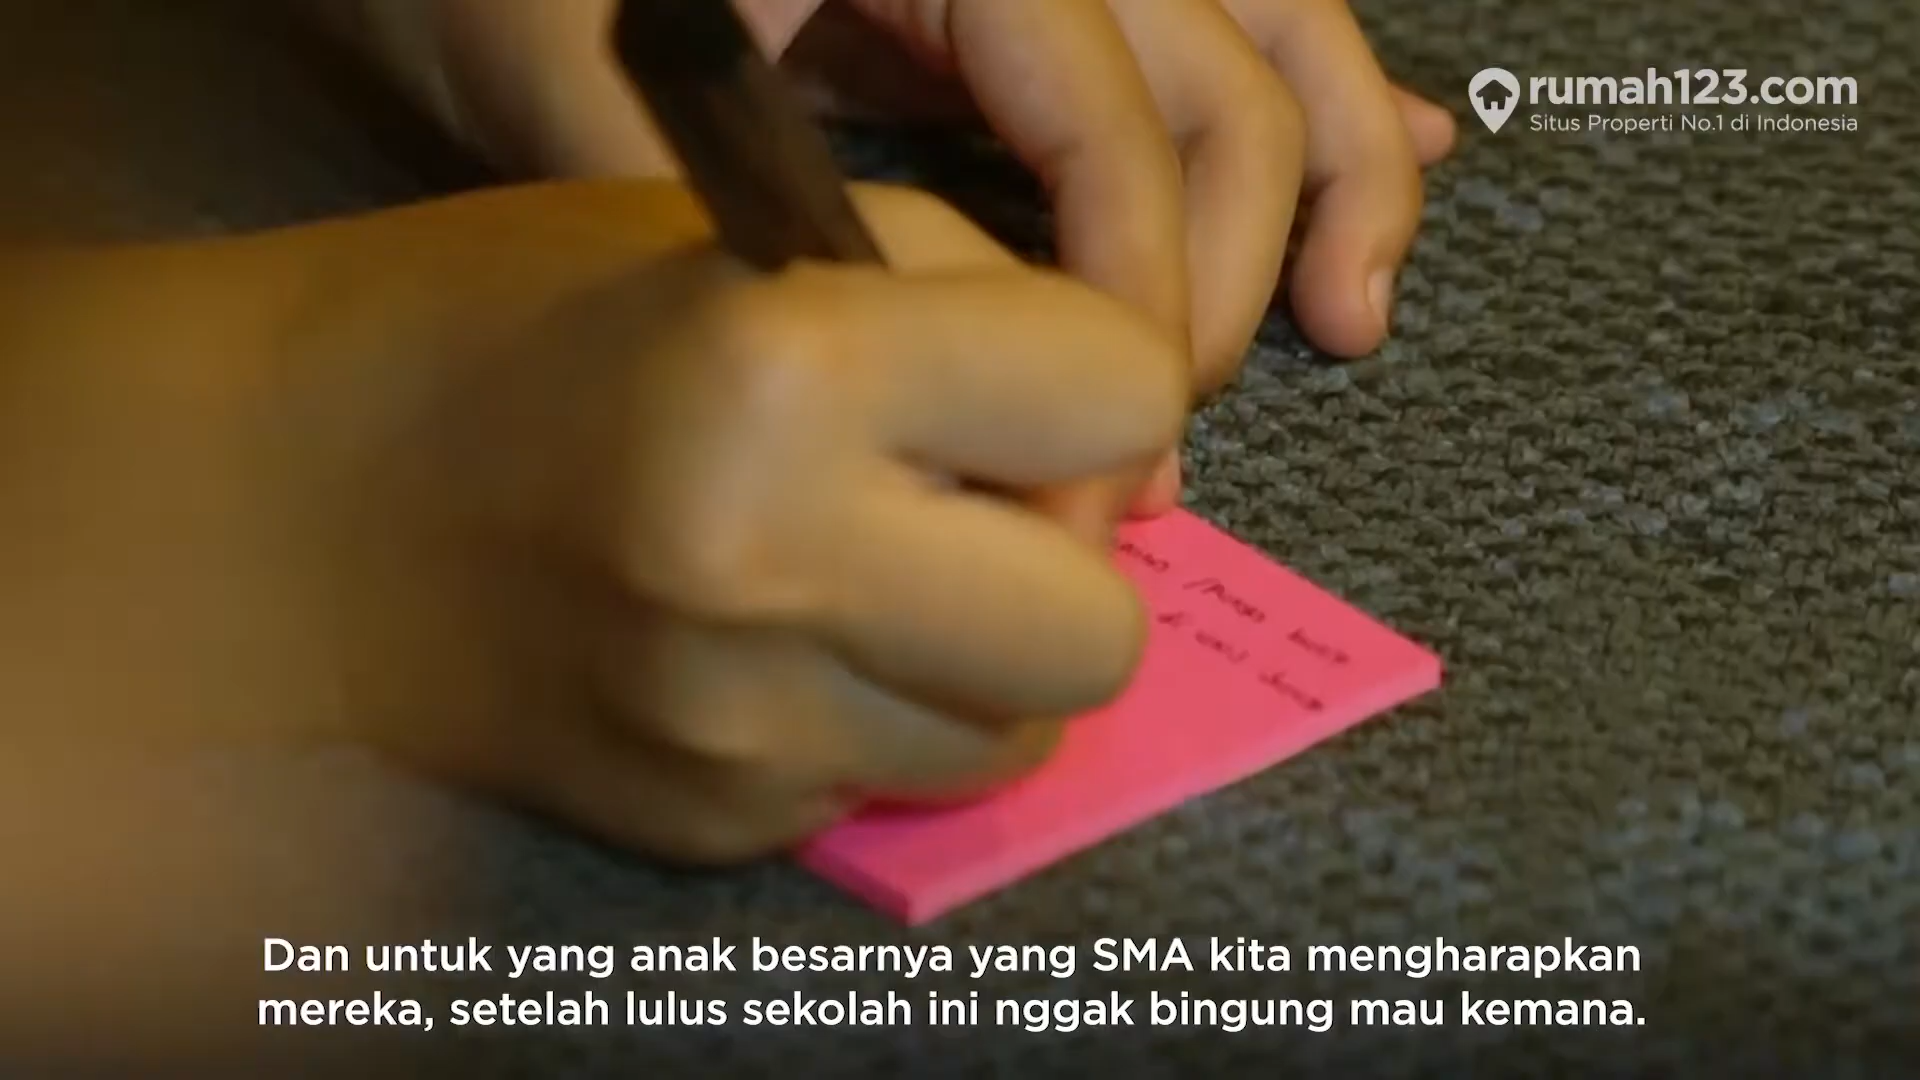 rumah123.com
Situs Properti No.1 di Indonesia
di
Dan untuk yang anak besarnya yang SMA kita mengharapkan
mereka, setelah lulus sekolah ini nggak bingung mau kemana.